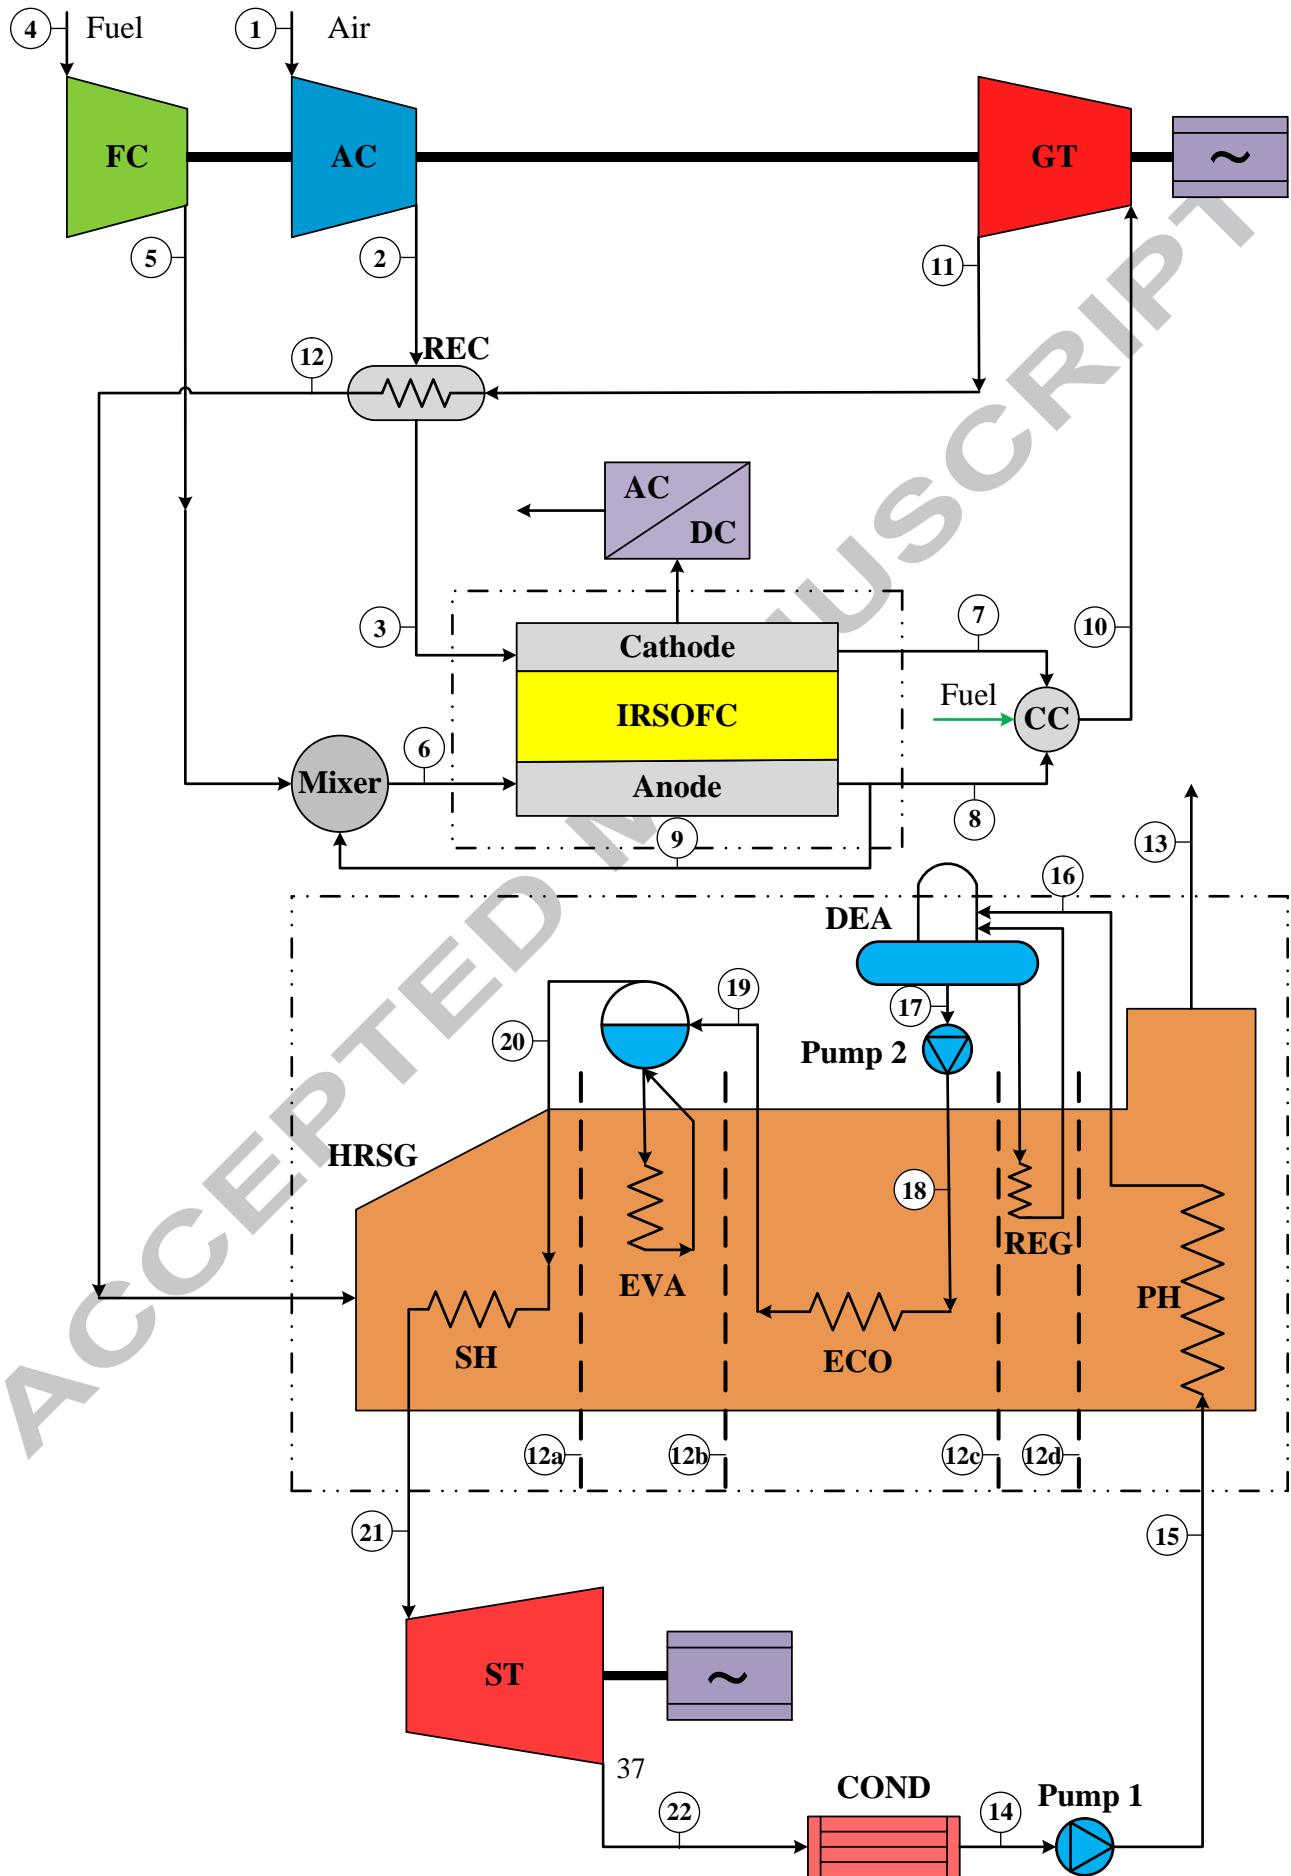 4 Fuel
1 Air
FC
AC
GT
~
5
2
11
12
REC
AC
DC
3
Cathode
7
10
IRSOFC
Fuel
CC
6
Mixer
Anode
8
9
13
16
DEA
19
17
20
Pump 2
HRSG
18
EVA
REG
PH
SH
ECO
12a
12b
12c
12d
21
15
ST
~
37
COND
Pump 1
22
14
ACCEPTED MANUSCRIPT